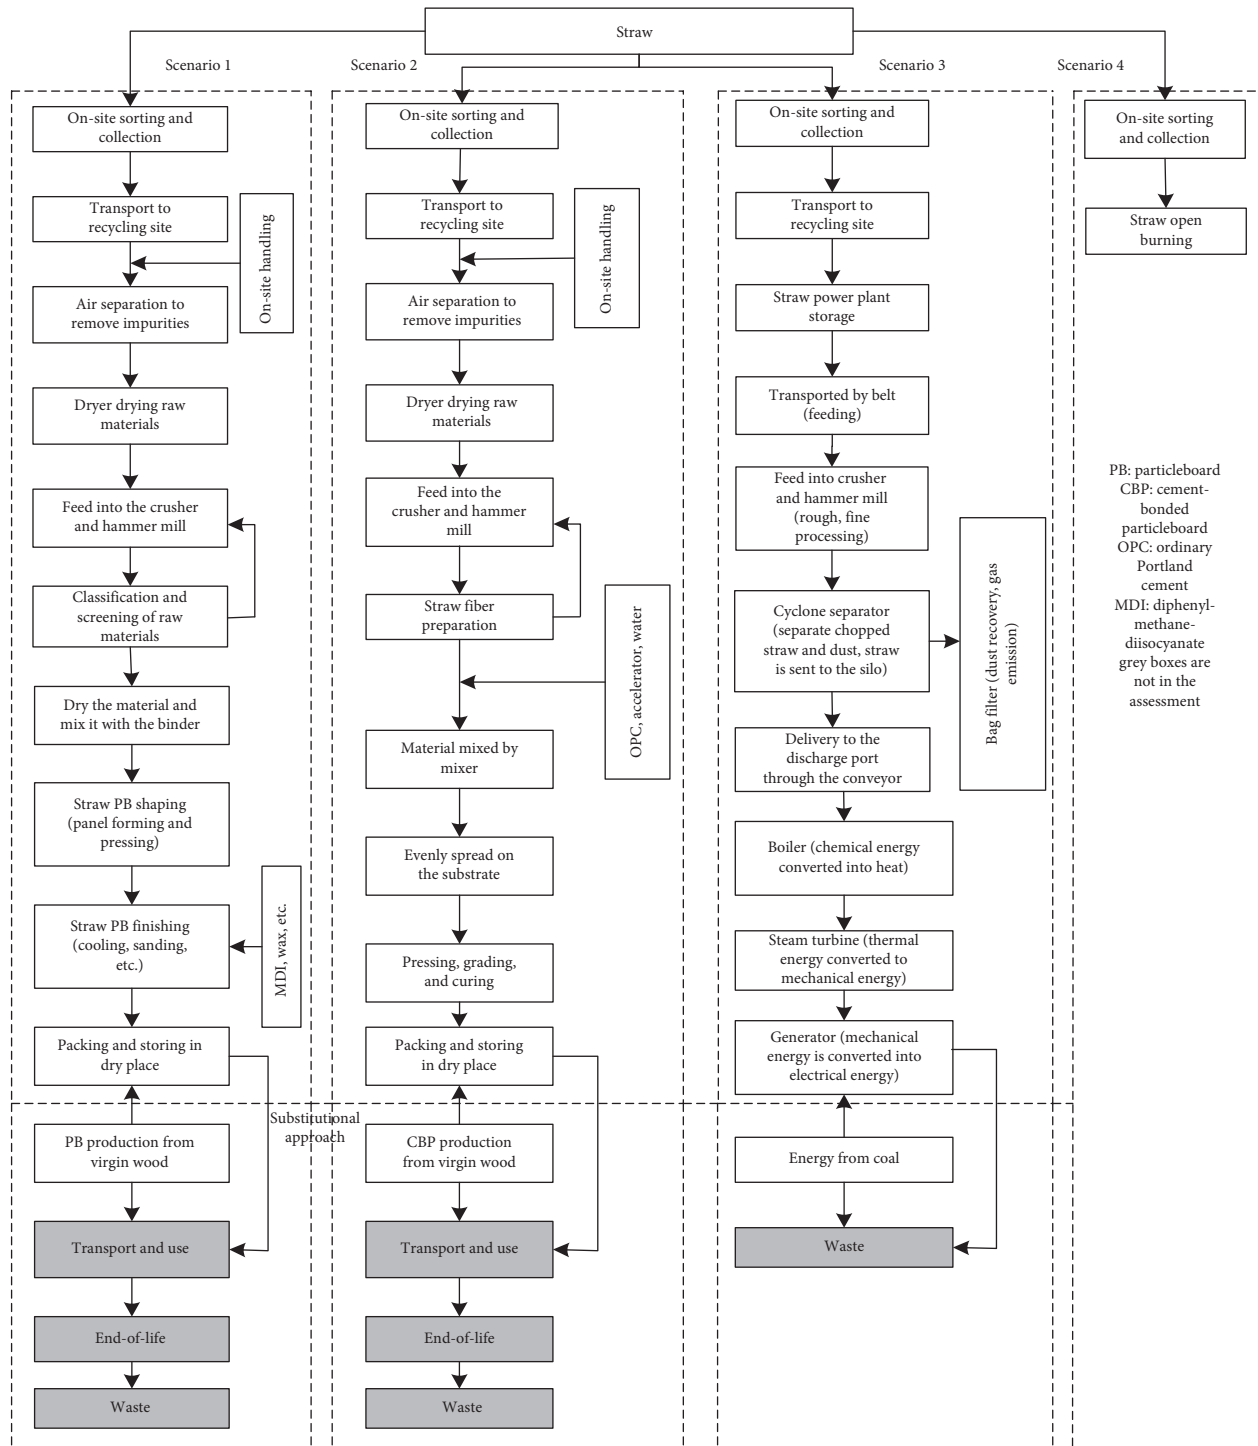 Straw
Scenario 1
Scenario 2
Scenario 3
Scenario 4
On-site sorting and
collection
Transport to
recycling site
On-site handling
Air separation to
remove impurities
Dryer drying raw
materials
Feed into the crusher
and hammer mill
Classification and
screening of raw
materials
Dry the material and
mix it with the binder
Straw PB shaping
(panel forming and
pressing)
Straw PB finishing
(cooling, sanding,
etc.)
MDI, wax, etc.
Packing and storing in
dry place
Substitutional
approach
PB production from
virgin wood
Transport and use
End-of-life
Waste
On-site sorting and
collection
Transport to
recycling site
On-site handling
Air separation to
remove impurities
Dryer drying raw
materials
Feed into the
crusher and hammer
mill
Straw fiber
preparation
OPC, accelerator, water
Material mixed by
mixer
Evenly spread on
the substrate
Pressing, grading,
and curing
Packing and storing
in dry place
CBP production
from virgin wood
Transport and use
End-of-life
Waste
On-site sorting and
collection
Transport to
recycling site
Straw power plant
storage
Transported by belt
(feeding)
Feed into crusher
and hammer mill
(rough, fine
processing)
Cyclone separator
(separate chopped
straw and dust, straw
is sent to the silo)
Bag filter (dust recovery, gas
emission)
Delivery to the
discharge port
through the conveyor
Boiler (chemical energy
converted into heat)
Steam turbine (thermal
energy converted to
mechanical energy)
Generator (mechanical
energy is converted into
electrical energy)
Energy from coal
Waste
On-site sorting
and collection
Straw open
burning
PB: particleboard
CBP: cement-
bonded
particleboard
OPC: ordinary
Portland
cement
MDI: diphenyl-
methane-
diisocyanate
grey boxes are
not in the
assessment